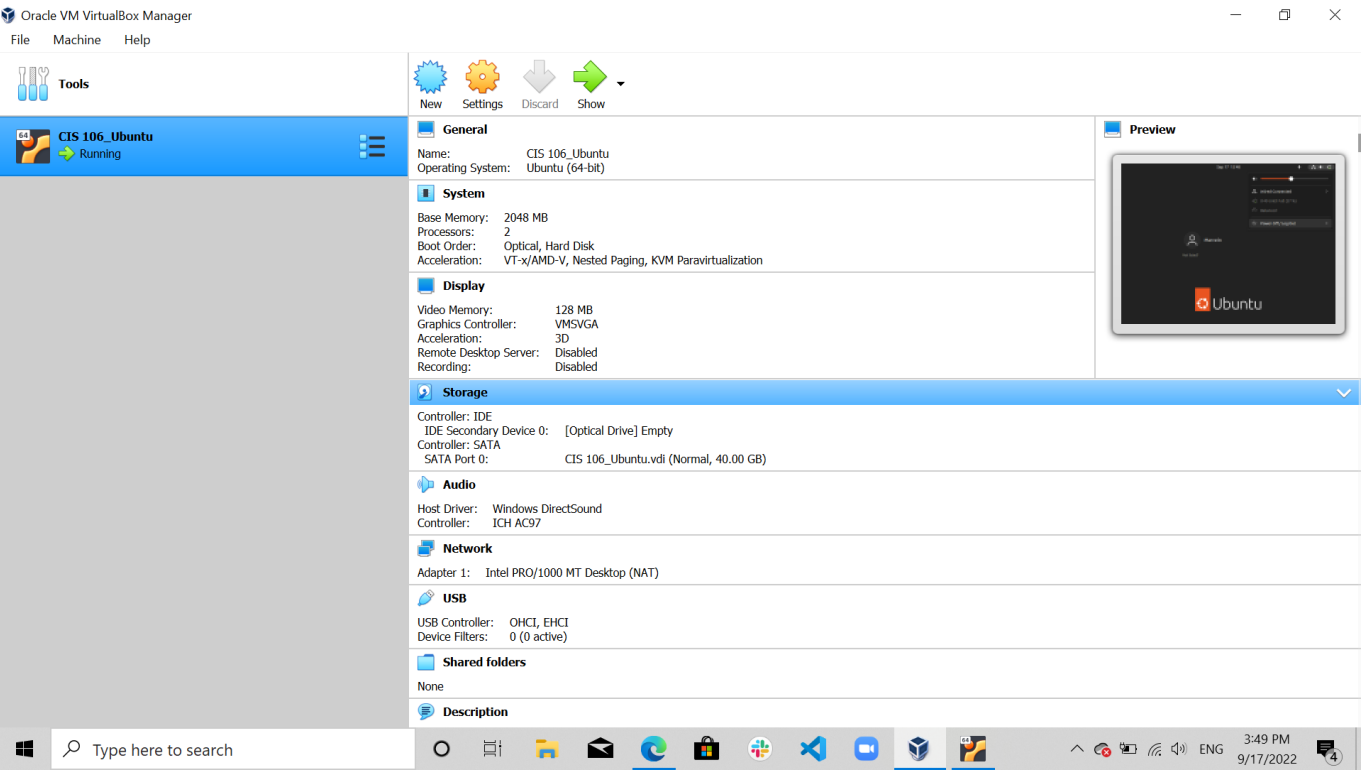 Oracle VM VirtualBox Manager
File Machine Help
Tools
New Settings Discard Show
64
CIS 106_Ubuntu
Running
General
Name: CIS 106_Ubuntu
Operating System: Ubuntu (64-bit)
System
Base Memory: 2048 MB
Processors: 2
Boot Order: Optical, Hard Disk
Acceleration: VT-x/AMD-V, Nested Paging, KVM Paravirtualization
Display
Video Memory: 128 MB
Graphics Controller: VMSVGA
Acceleration: 3D
Remote Desktop Server: Disabled
Recording: Disabled
Preview
Ubuntu
Storage
Controller: IDE
IDE Secondary Device 0: [Optical Drive] Empty
Controller: SATA
SATA Port 0: CIS 106_Ubuntu.vdi (Normal, 40.00 GB)
Audio
Host Driver: Windows DirectSound
Controller: ICH AC97
Network
Adapter 1: Intel PRO/1000 MT Desktop (NAT)
USB
USB Controller: OHCI, EHCI
Device Filters: 0 (0 active)
Shared folders
None
Description
Type here to search
64
ENG
3:49 PM
9/17/2022
4